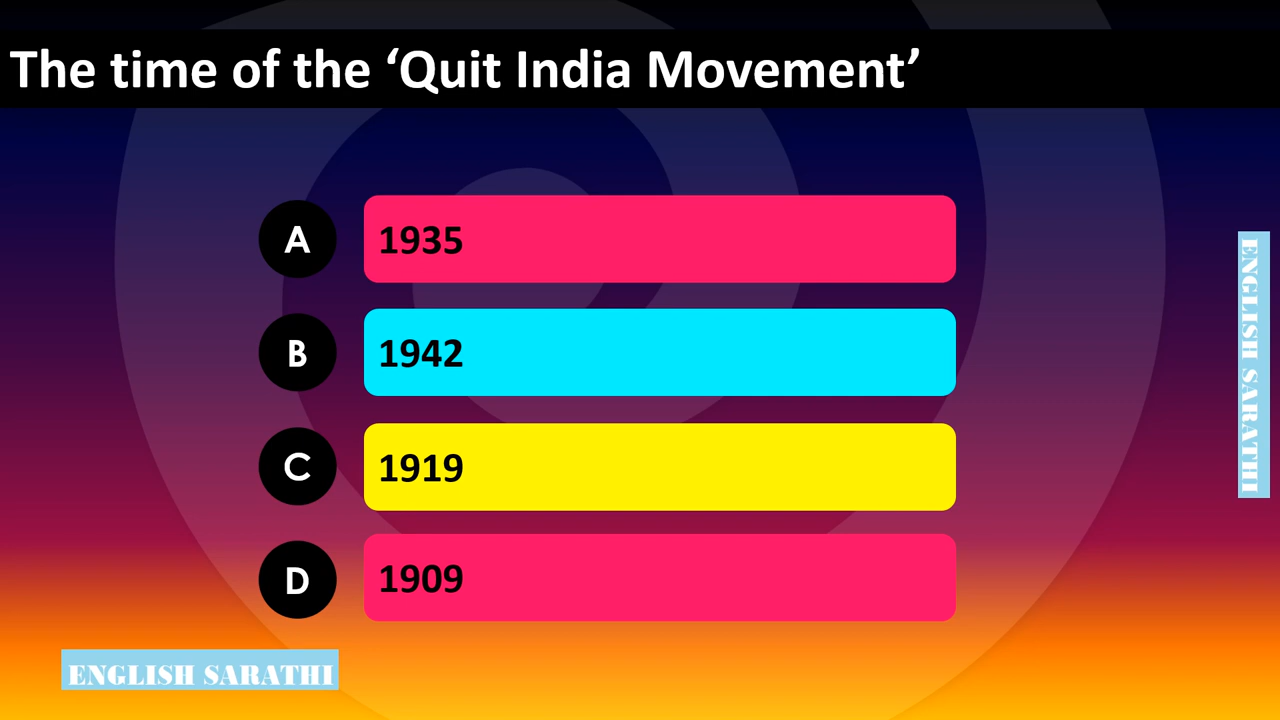 The time of the ‘Quit India Movement’
A
1935
B
1942
C
1919
D
1909
ENGLISH SARATHI
ENGLISH SARATHI